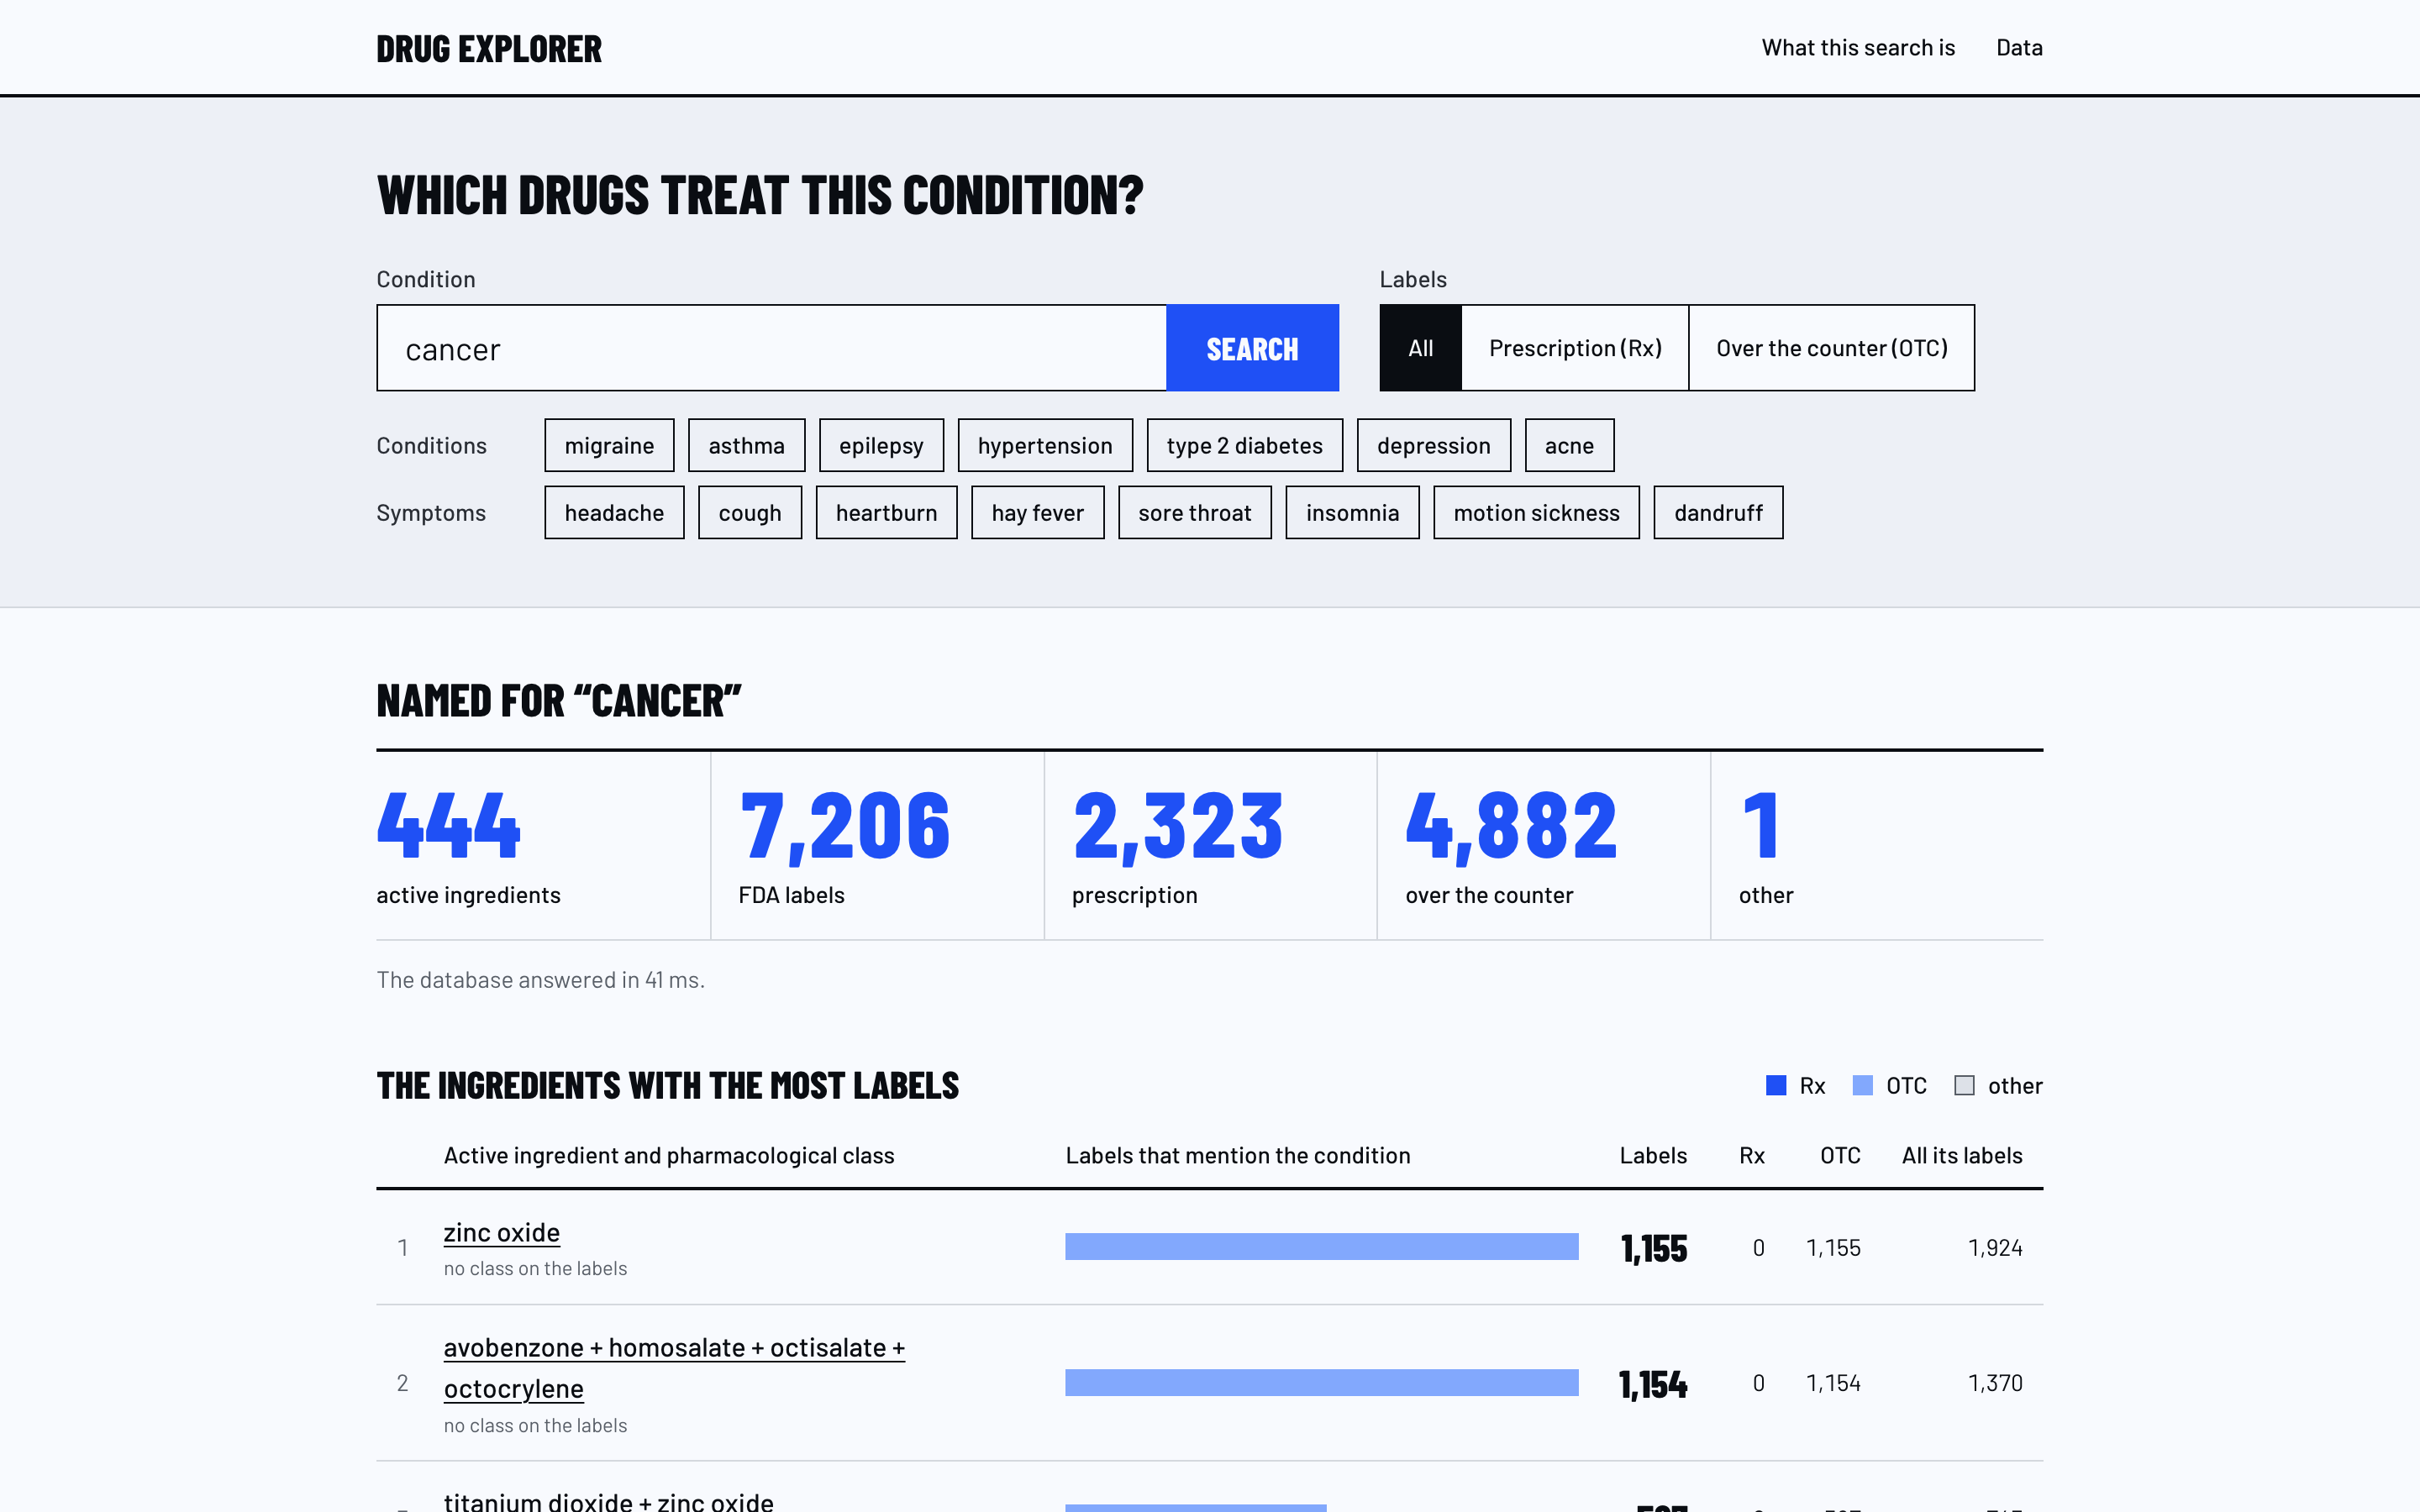 DRUG EXPLORER
What this search is
Data
WHICH DRUGS TREAT THIS CONDITION?
Condition
Labels
cancer
SEARCH
All
Prescription (Rx)
Over the counter (OTC)
Conditions
migraine
asthma
epilepsy
hypertension
type 2 diabetes
depression
acne
Symptoms
headache
cough
heartburn
hay fever
sore throat
insomnia
motion sickness
dandruff
NAMED FOR “CANCER”
444
active ingredients
7,206
FDA labels
2,323
prescription
4,882
over the counter
1
other
The database answered in 41 ms.
THE INGREDIENTS WITH THE MOST LABELS
Rx
OTC
other
Active ingredient and pharmacological class
Labels that mention the condition
Labels
Rx
OTC
All its labels
1
zinc oxide
no class on the labels
1,155
0
1,155
1,924
2
avobenzone + homosalate + octisalate +
octocrylene
no class on the labels
1,154
0
1,154
1,370
titanium dioxide + zinc oxide